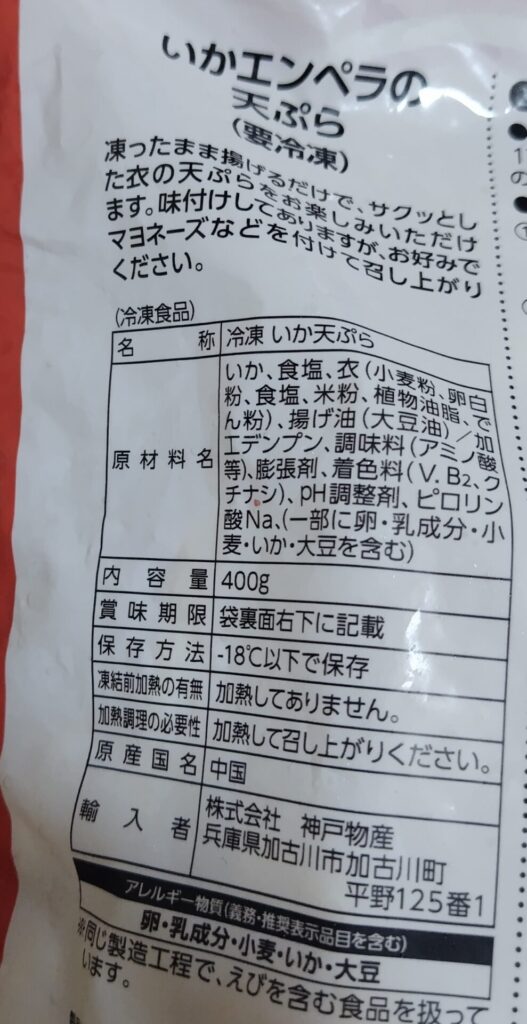 いかエンペラの
天ぷら
(要冷凍)
凍ったまま揚げるだけで、サクッとし
た衣の天ぷらをお楽しみいただけ
ます。味付けしてありますが、お好みで
マヨネーズなどを付けて召し上がり
ください。
(冷凍食品)
名称 冷凍 いか天ぷら
原材料名 いか、食塩、衣(小麦粉、卵白
粉、食塩、米粉、植物油脂、で
ん粉)、揚げ油(大豆油)/加
工デンプン、調味料(アミノ酸
等)、膨張剤、着色料(V.B₂、ク
チナシ)、pH調整剤、ピロリン
酸Na、(一部に卵・乳成分・小
麦・いか・大豆を含む)
内容量 400g
賞味期限 袋裏面右下に記載
保存方法 -18℃以下で保存
凍結前加熱の有無 加熱してありません。
加熱調理の必要性 加熱して召し上がりください。
原産国名 中国
輸入者 株式会社 神戸物産
兵庫県加古川市加古川町
平野125番1
アレルギー物質(義務・推奨表示品目を含む)
卵・乳成分・小麦・いか・大豆
※同じ製造工程で、えびを含む食品を扱って
います。